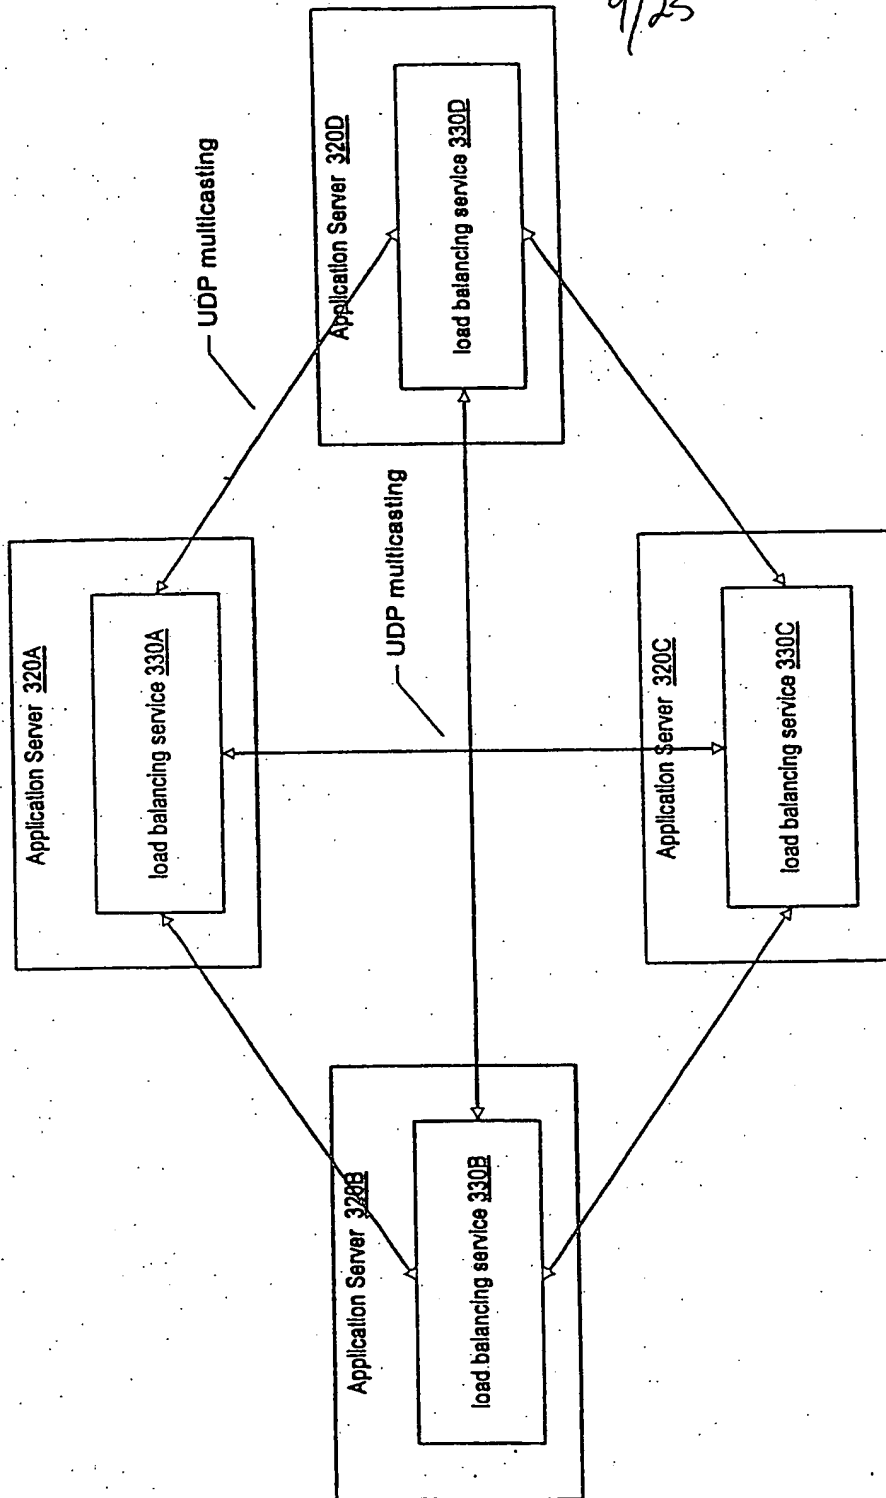 9/25
UDP multicasting
Application Server 320A
load balancing service 330A
UDP multicasting
Application Server 320B
load balancing service 330B
Application Server 320D
load balancing service 330D
Application Server 320C
load balancing service 330C